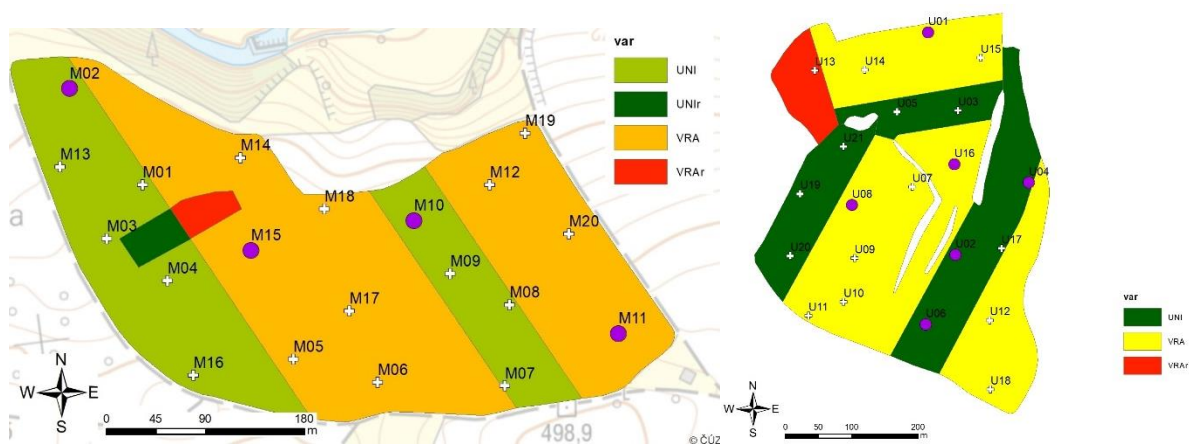 var
UNI
UNIr
VRA
VRAr
M02
M14
M19
M13
M01
M12
M18
M10
M20
M03
M15
M09
M04
M08
M17
M11
M05
M16
M06
M07
N
W E
S
0 45 90 180
m
498,9
© ČÚZ
a
U01
U15
U13
U14
U05
U03
U21
U16
U04
U07
U19
U08
U17
U20
U09
U02
U10
U11
U06
U12
U18
var
UNI
VRA
VRAr
N
W E
S
0 50 100 200
m